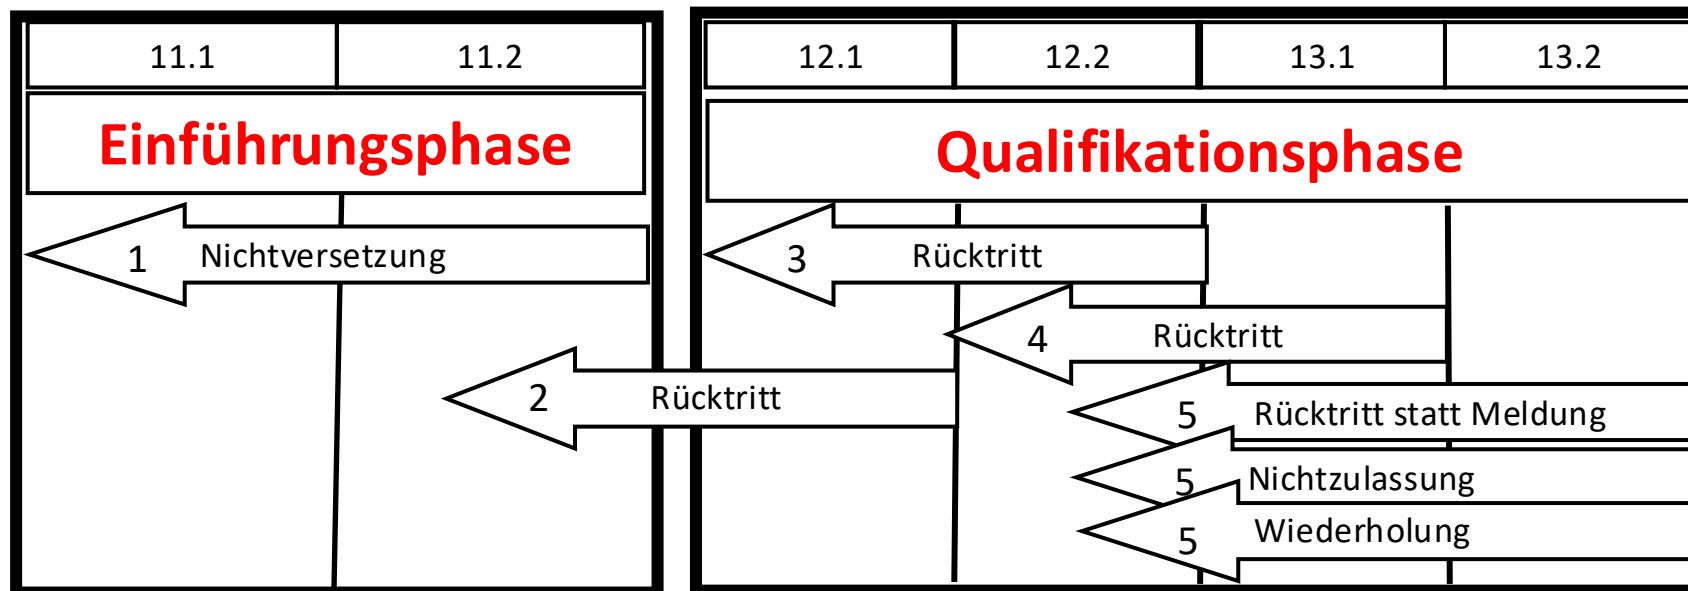 11.1 11.2 12.1 12.2 13.1 13.2
Einführungsphase Qualifikationsphase
1 Nichtversetzung 3 Rücktritt
4 Rücktritt
2 Rücktritt
5 Rücktritt statt Meldung
5 Nichtzulassung
5 Wiederholung